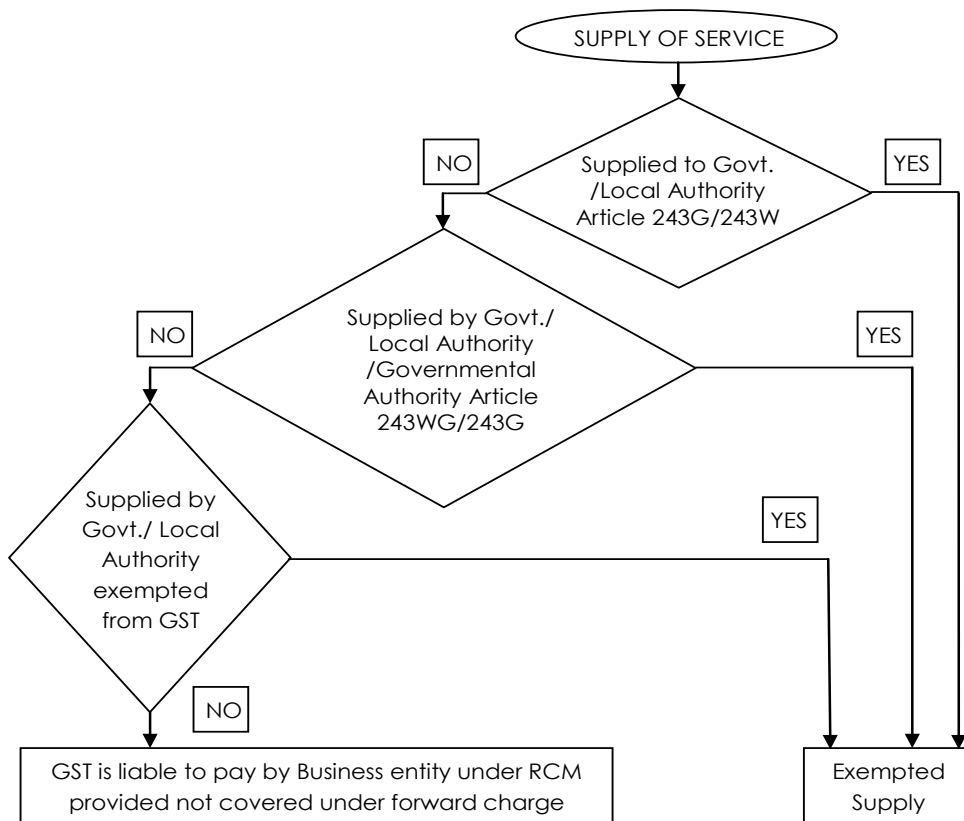 SUPPLY OF SERVICE
NO
YES
Supplied to Govt.
/Local Authority
Article 243G/243W
NO
YES
Supplied by Govt./
Local Authority
/Governmental
Authority Article
243WG/243G
Supplied by
Govt./ Local
Authority
exempted
from GST
YES
NO
GST is liable to pay by Business entity under RCM
provided not covered under forward charge
Exempted
Supply